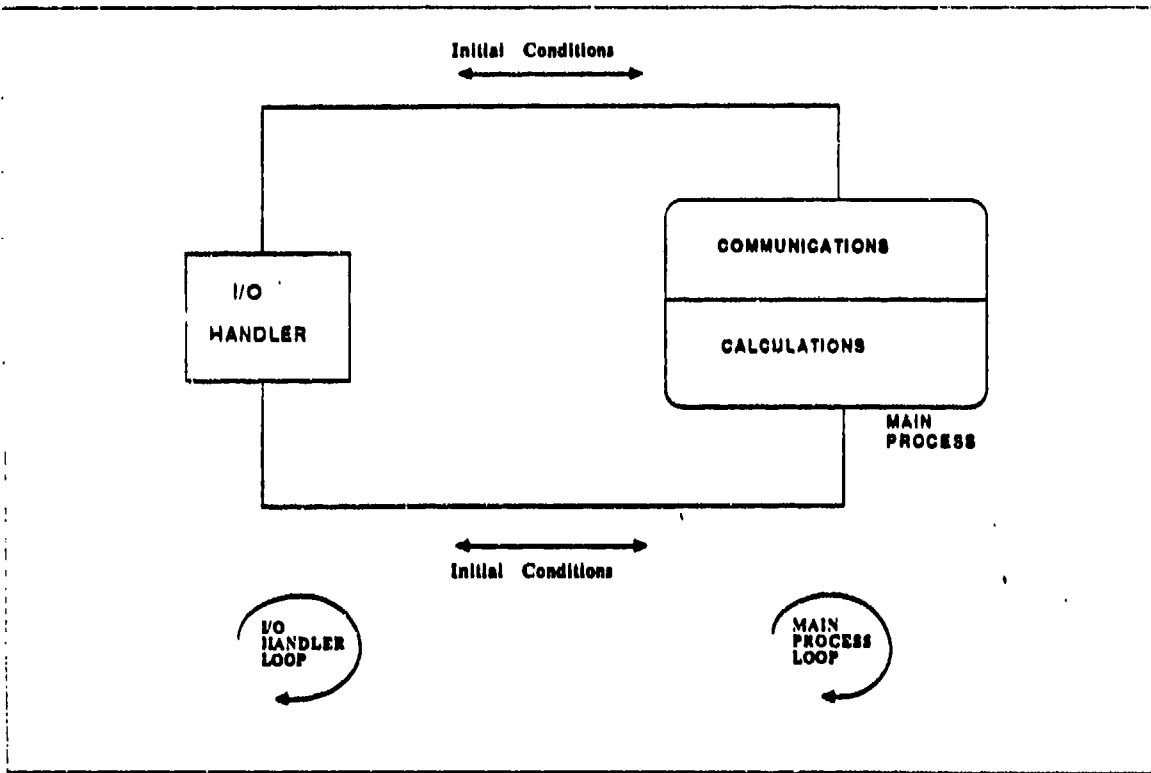 Initial Conditions
COMMUNICATIONS
I/O
HANDLER
CALCULATIONS
MAIN
PROCESS
Initial Conditions
I/O
HANDLER
LOOP
MAIN
PROCESS
LOOP